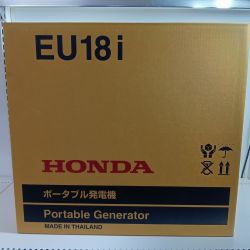 EU18i
HONDA
ポータブル発電機
Portable Generator
MADE IN THAILAND